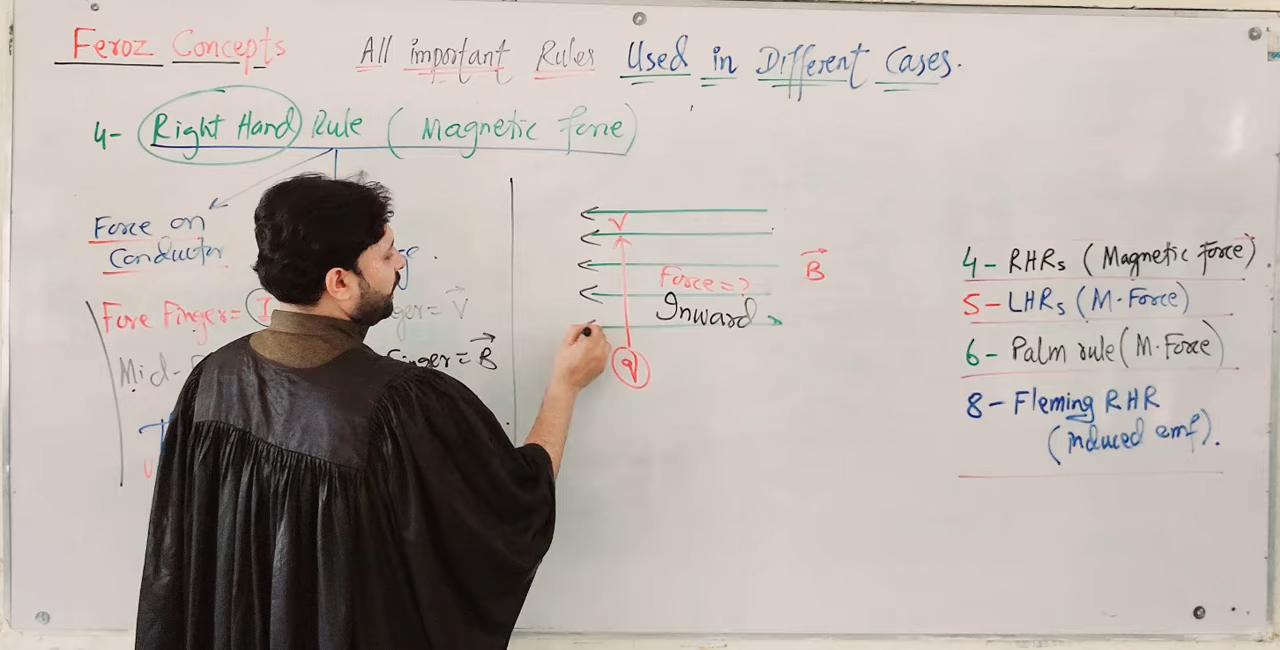 Feroz Concepts All important Rules Used in Different Cases.
4- Right Hand Rule ( Magnetic force)
Force on
Conductor
Fore Finger = I
Mid-
= V
Finger = B
V
Force = ?
Inward
q
B
4- RHRs ( Magnetic force)
5- LHRs ( M. Force)
6- Palm rule ( M. Force)
8- Fleming RHR
(induced emf).